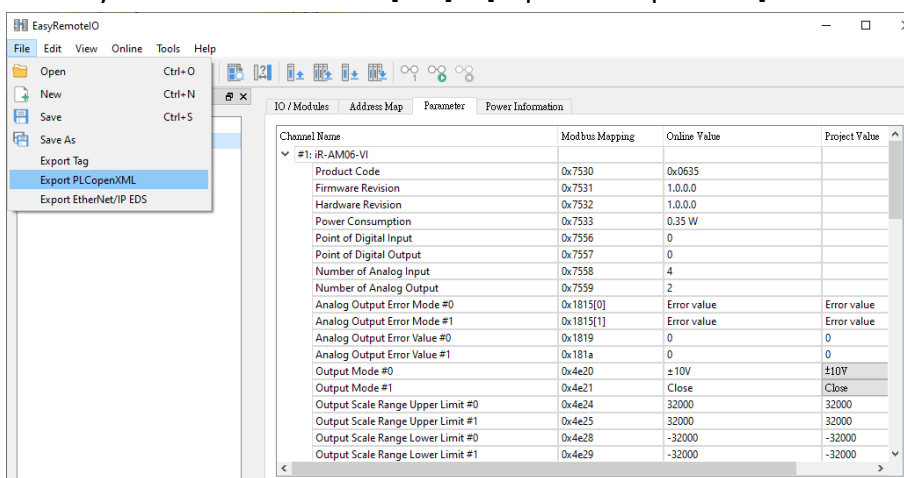 EasyRemoteIO
File Edit View Online Tools Help
Open Ctrl+O
New Ctrl+N
Save Ctrl+S
Save As
Export Tag
Export PLCopenXML
Export EtherNet/IP EDS
IO / Modules Address Map Parameter Power Information
Channel Name Modbus Mapping Online Value Project Value
#1: iR-AM06-VI
Product Code 0x7530 0x0635
Firmware Revision 0x7531 1.0.0.0
Hardware Revision 0x7532 1.0.0.0
Power Consumption 0x7533 0.35 W
Point of Digital Input 0x7556 0
Point of Digital Output 0x7557 0
Number of Analog Input 0x7558 4
Number of Analog Output 0x7559 2
Analog Output Error Mode #0 0x1815[0] Error value Error value
Analog Output Error Mode #1 0x1815[1] Error value Error value
Analog Output Error Value #0 0x1819 0 0
Analog Output Error Value #1 0x181a 0 0
Output Mode #0 0x4e20 ±10V ±10V
Output Mode #1 0x4e21 Close Close
Output Scale Range Upper Limit #0 0x4e24 32000 32000
Output Scale Range Upper Limit #1 0x4e25 32000 32000
Output Scale Range Lower Limit #0 0x4e28 -32000 -32000
Output Scale Range Lower Limit #1 0x4e29 -32000 -32000